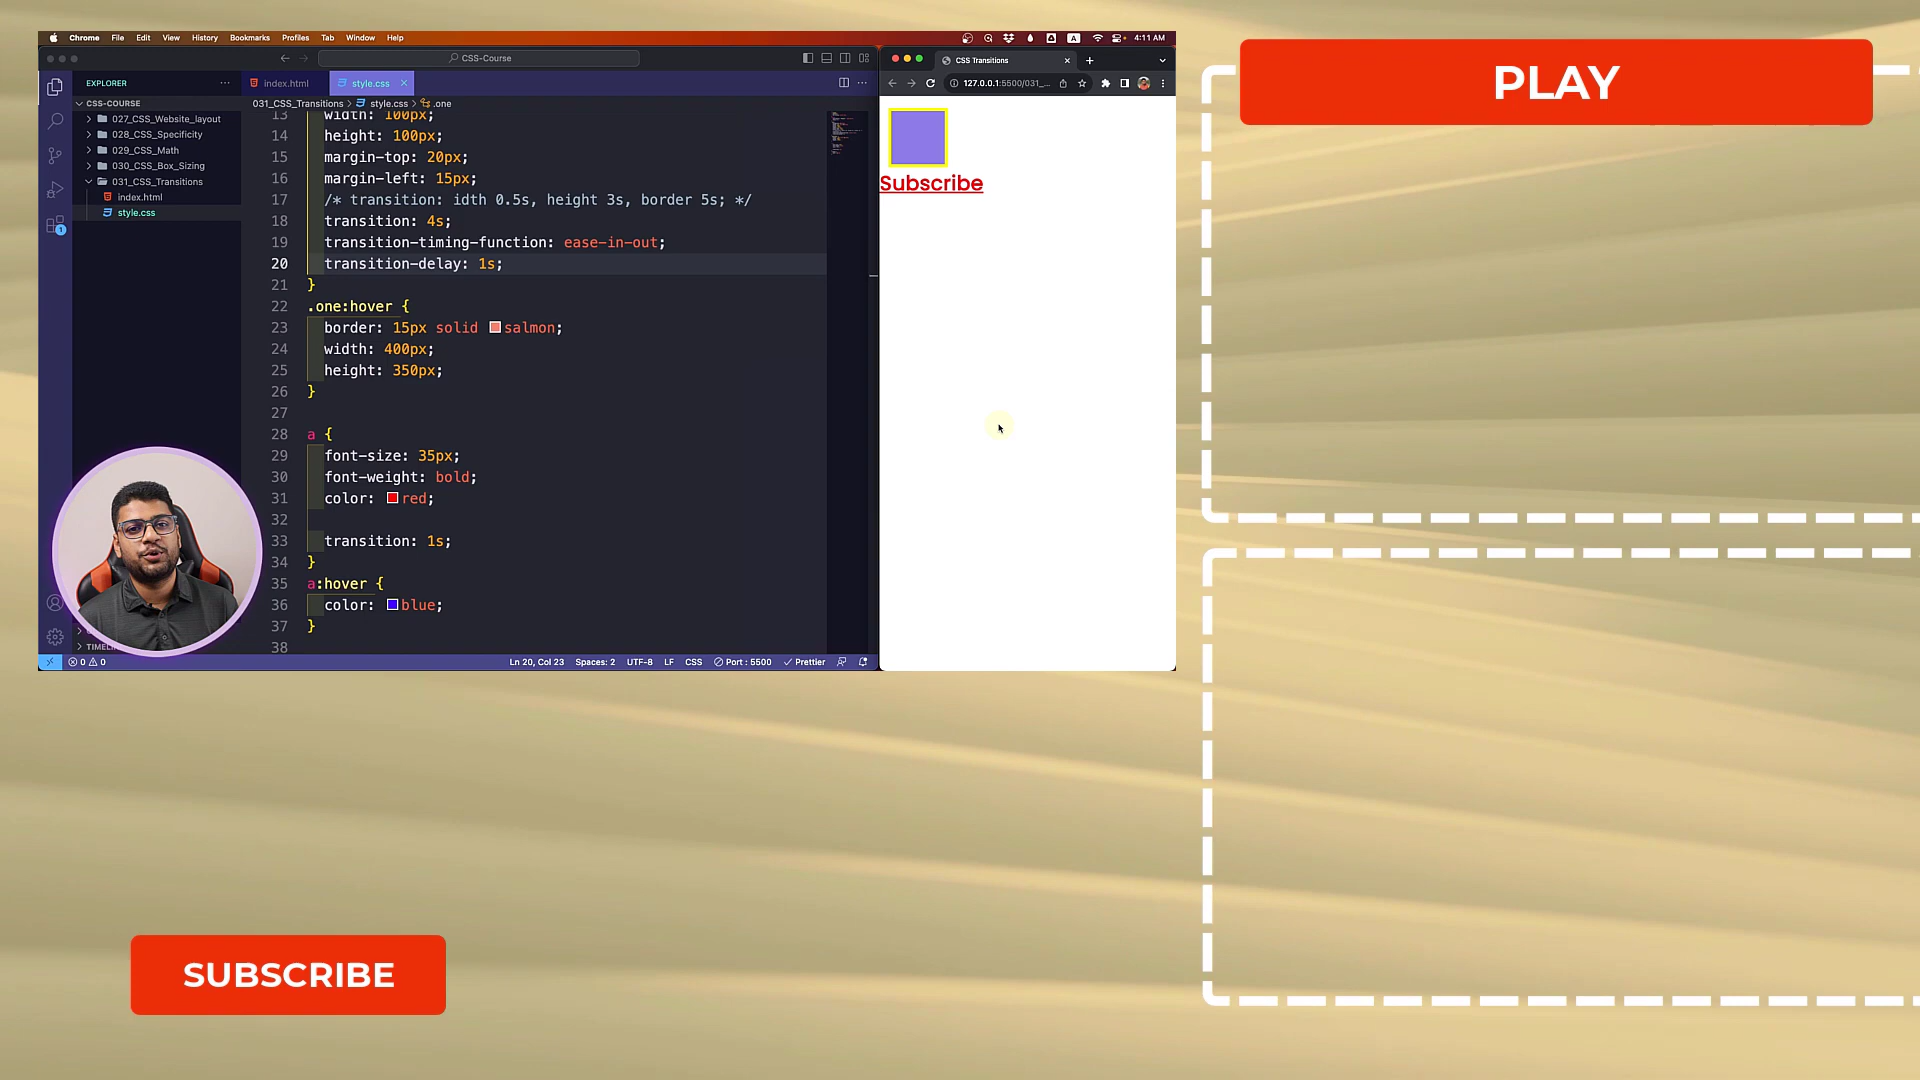 Chrome File Edit View History Bookmarks Profiles Tab Window Help
A 4:11 AM
CSS-Course
EXPLORER
CSS-COURSE
027_CSS_Website_layout
028_CSS_Specificity
029_CSS_Math
030_CSS_Box_Sizing
031_CSS_Transitions
index.html
style.css
1
index.html style.css
031_CSS_Transitions > style.css > .one
13 width: 100px;
14 height: 100px;
15 margin-top: 20px;
16 margin-left: 15px;
17 /* transition: idth 0.5s, height 3s, border 5s; */
18 transition: 4s;
19 transition-timing-function: ease-in-out;
20 transition-delay: 1s;
21 }
22 .one:hover {
23 border: 15px solid salmon;
24 width: 400px;
25 height: 350px;
26 }
27
28 a {
29 font-size: 35px;
30 font-weight: bold;
31 color: red;
32
33 transition: 1s;
34 }
35 a:hover {
36 color: blue;
37 }
38
0 0 Ln 20, Col 23 Spaces: 2 UTF-8 LF CSS Port : 5500 Prettier
CSS Transitions
127.0.0.1:5500/031_...
Subscribe
PLAY
SUBSCRIBE